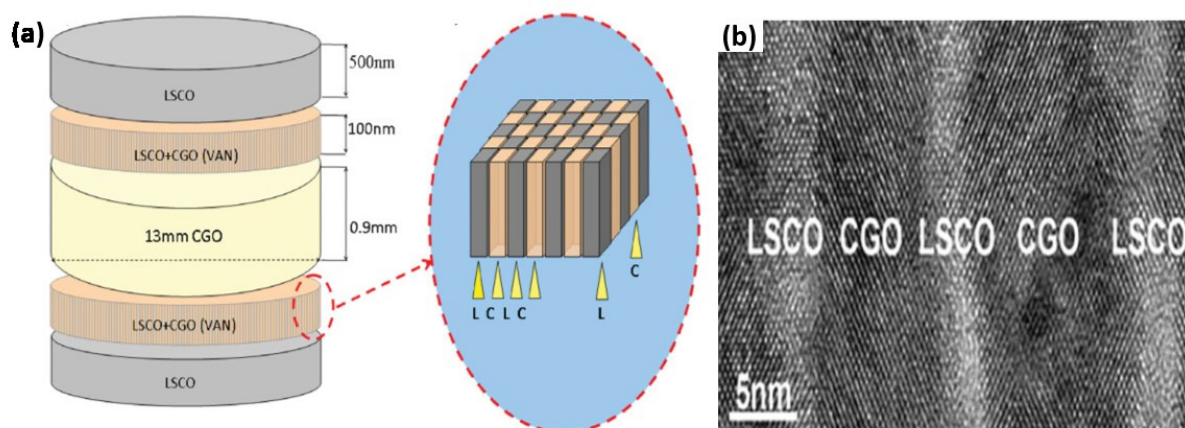 (a)
500nm
LSCO
100nm
LSCO+CGO (VAN)
0.9mm
13mm CGO
LSCO+CGO (VAN)
LSCO
C
L C L C L
(b)
LSCO CGO LSCO CGO LSCO
5nm